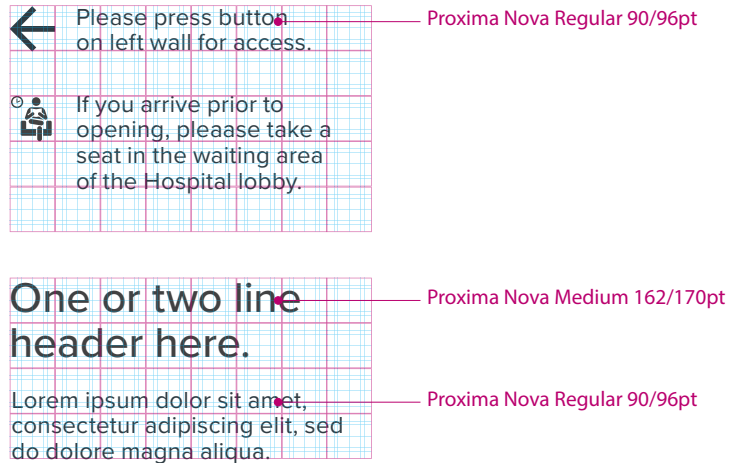 Please press button
on left wall for access.
Proxima Nova Regular 90/96pt
If you arrive prior to
opening, pleaase take a
seat in the waiting area
of the Hospital lobby.
One or two line
header here.
Proxima Nova Medium 162/170pt
Lorem ipsum dolor sit amet,
consectetur adipiscing elit, sed
do dolore magna aliqua.
Proxima Nova Regular 90/96pt